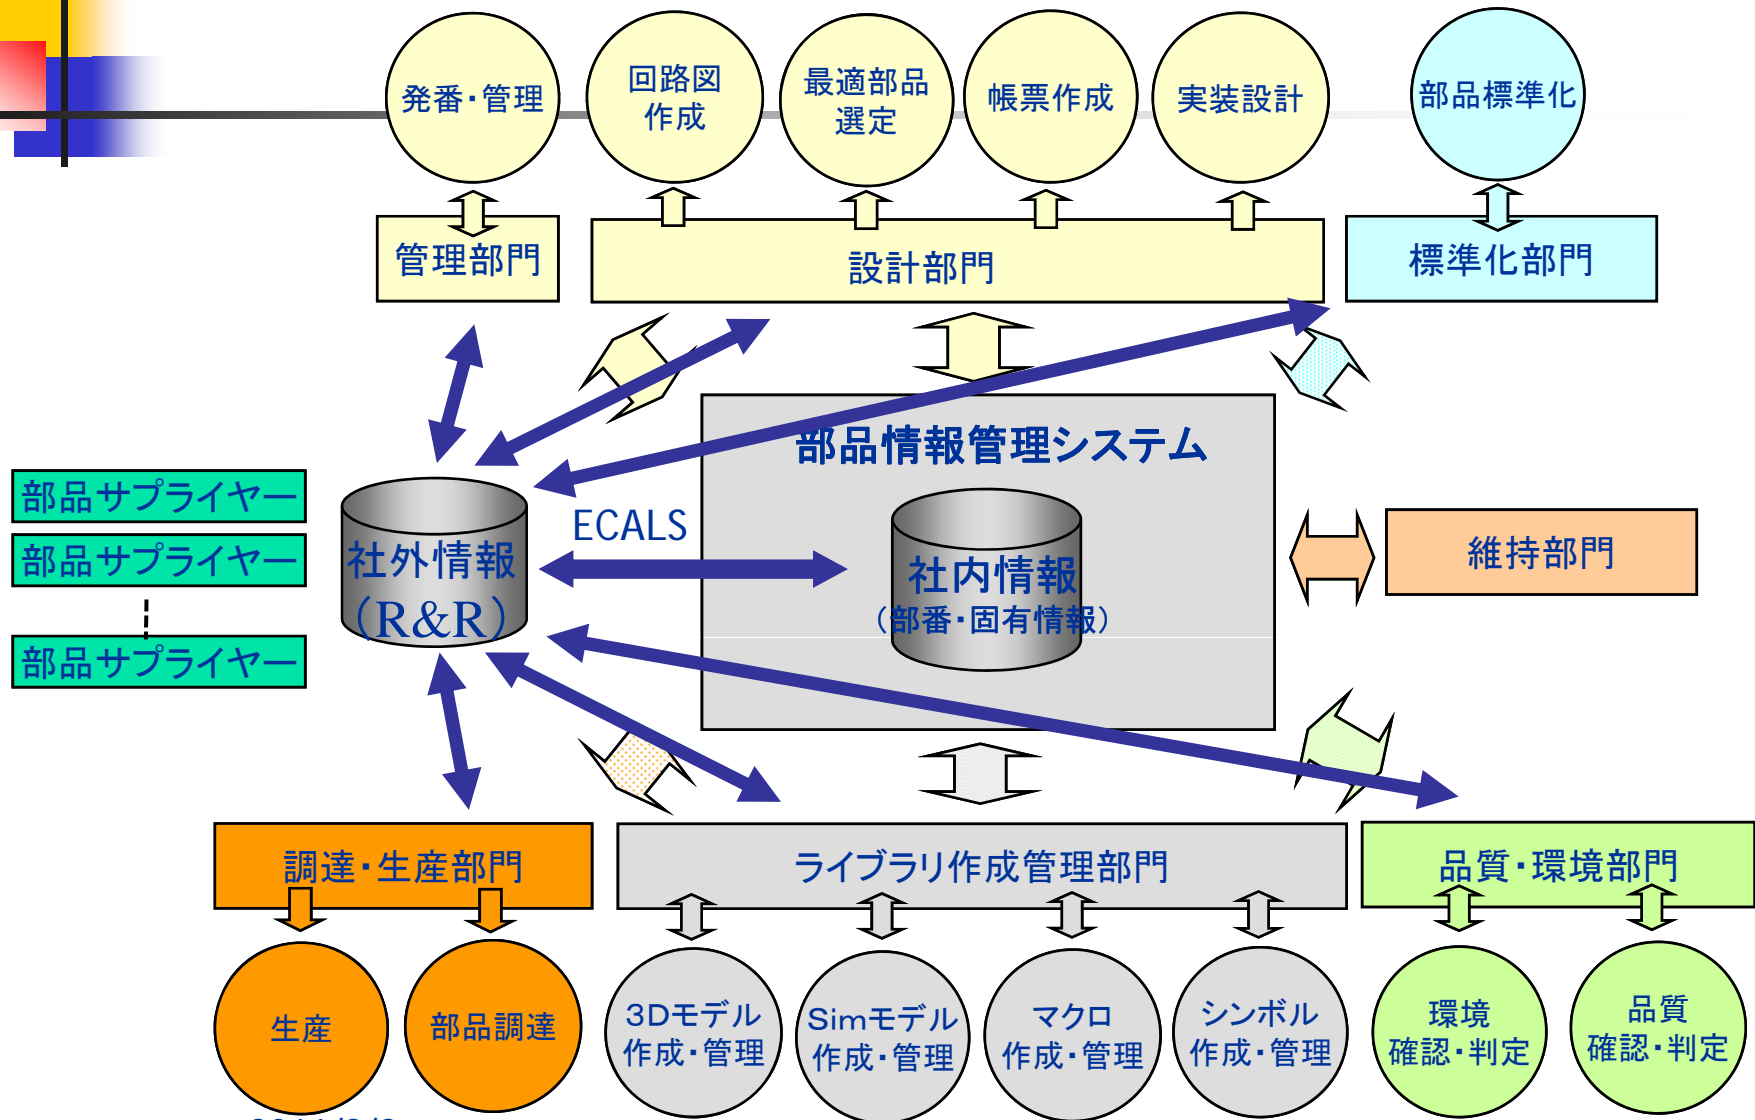 発番・管理
回路図
作成
最適部品
選定
帳票作成
実装設計
部品標準化
管理部門
設計部門
標準化部門
部品情報管理システム
部品サプライヤー
部品サプライヤー
部品サプライヤー
社外情報
（R&R）
ECALS
社内情報
（部番・固有情報）
維持部門
調達・生産部門
ライブラリ作成管理部門
品質・環境部門
生産
部品調達
3Dモデル
作成・管理
Simモデル
作成・管理
マクロ
作成・管理
シンボル
作成・管理
環境
確認・判定
品質
確認・判定